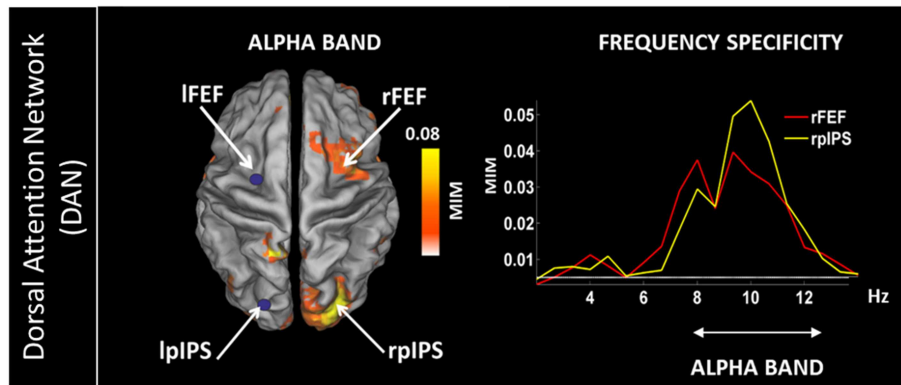 Dorsal Attention Network
(DAN)
ALPHA BAND
lFEF
rFEF
0.08
MIM
lpIPS
rpIPS
FREQUENCY SPECIFICITY
rFEF
rpIPS
0.05
0.04
0.03
0.02
0.01
MIM
4 6 8 10 12 Hz
ALPHA BAND